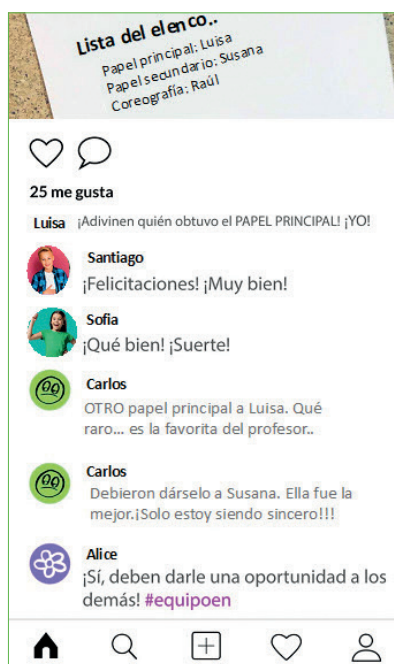 Lista del elenco..
Papel principal: Luisa
Papel secundario: Susana
Coreografía: Raúl
25 me gusta
Luisa ¡Adivinen quién obtuvo el PAPEL PRINCIPAL! ¡YO!
Santiago
¡Felicitaciones! ¡Muy bien!
Sofia
¡Qué bien! ¡Suerte!
Carlos
OTRO papel principal a Luisa. Qué
raro... es la favorita del profesor..
Carlos
Debieron dárselo a Susana. Ella fue la
mejor.¡Solo estoy siendo sincero!!!
Alice
¡Sí, deben darle una oportunidad a los
demás! #equipoen